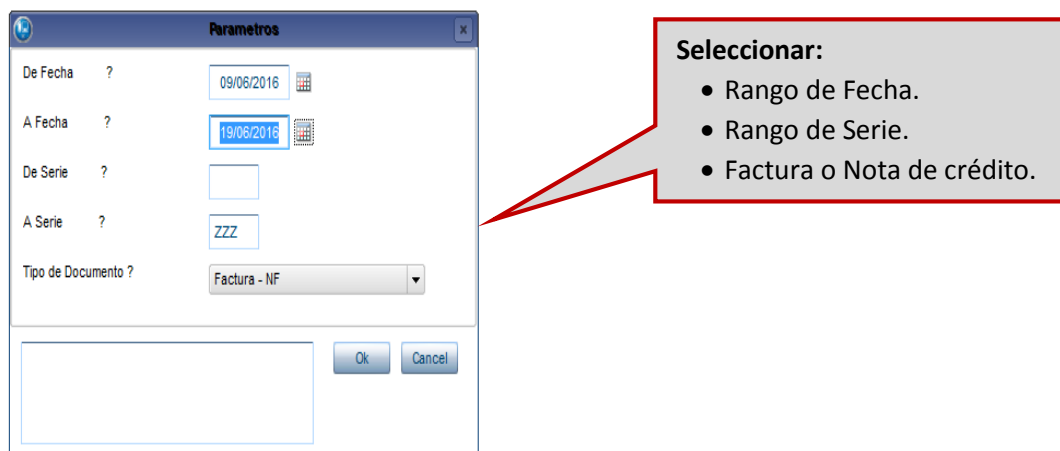 Parametros
x
De Fecha ? 09/06/2016
A Fecha ? 19/06/2016
De Serie ?
A Serie ? ZZZ
Tipo de Documento ? Factura - NF
Ok Cancel
Seleccionar:
• Rango de Fecha.
• Rango de Serie.
• Factura o Nota de crédito.